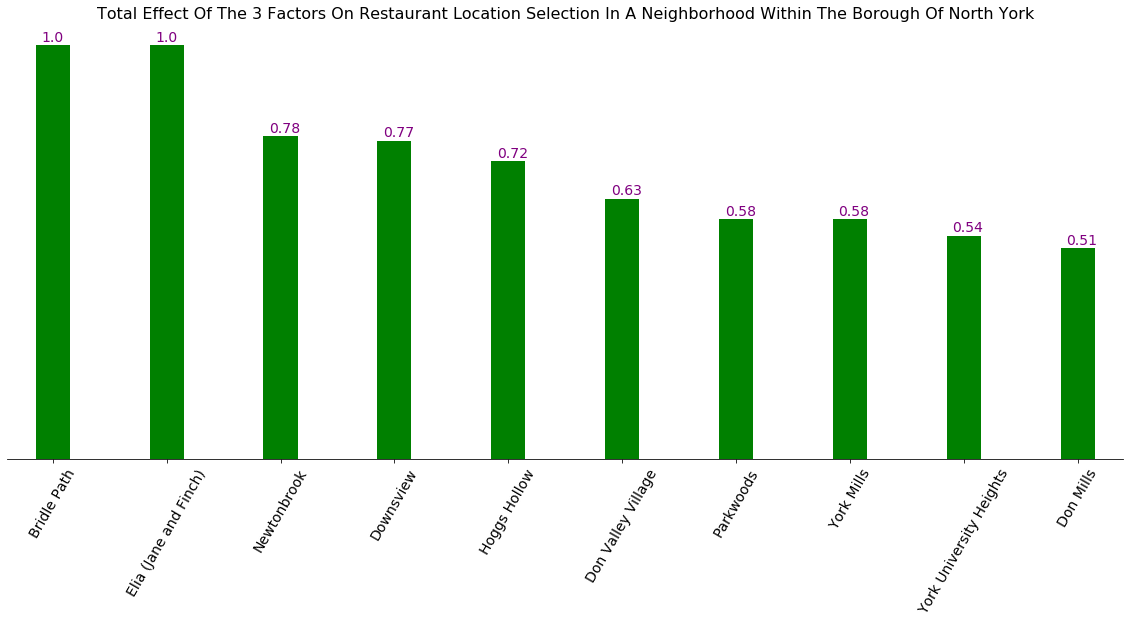 Total Effect Of The 3 Factors On Restaurant Location Selection In A Neighborhood Within The Borough Of North York
1.0
1.0
0.78
0.77
0.72
0.63
0.58
0.58
0.54
0.51
Bridle Path
Elia (Jane and Finch)
Newtonbrook
Downsview
Hoggs Hollow
Don Valley Village
Parkwoods
York Mills
York University Heights
Don Mills